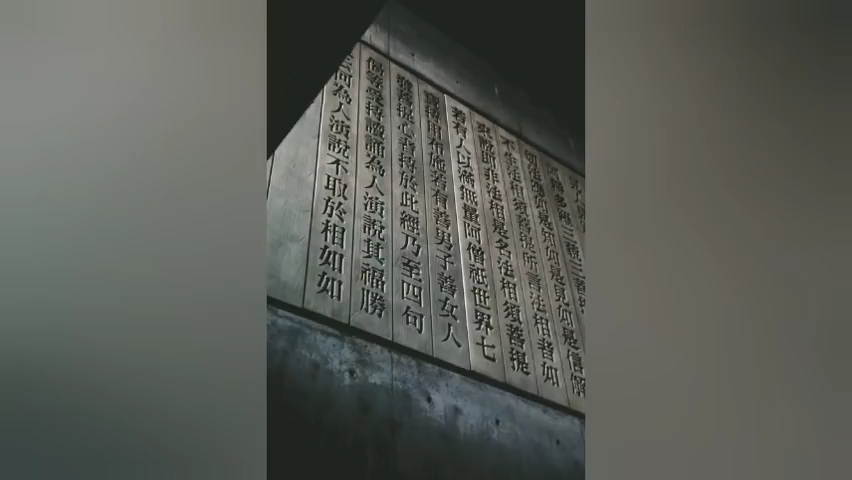 多羅三藐三菩
切法應如是知如是見如是信解
不生法相須菩提所言法相者如
來說即非法相是名法相須菩提
若有人以滿無量阿僧祇世界七
寶持用布施若有善男子善女人
發菩提心者持於此經乃至四句
偈等受持讀誦為人演說其福勝
云何為人演說不取於相如如